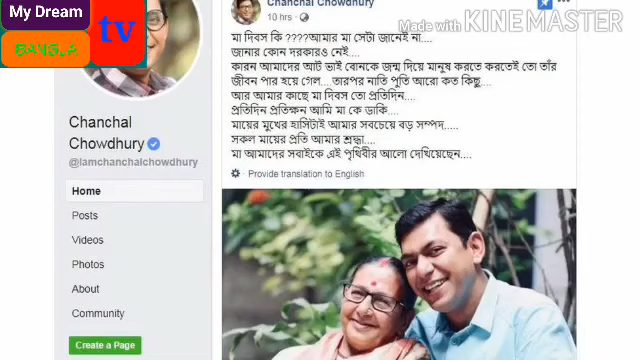 My Dream
BANGLA
tv
Made with KINEMASTER
Chanchal
Chowdhury
@Iamchanchalchowdhury
Home
Posts
Videos
Photos
About
Community
Create a Page
Chanchal Chowdhury
10 hrs ·
মা দিবস কি ????আমার মা সেটা জানেই না....
জানার কোন দরকারও নেই....
কারন আমাদের আট ভাই বোনকে জন্ম দিয়ে মানুষ করতে করতেই তো তাঁর
জীবন পার হয়ে গেল....তারপর নাতি পুতি আরো কত কিছু....
আর আমার কাছে মা দিবস তো প্রতিদিন....
প্রতিদিন প্রতিক্ষন আমি মা কে ডাকি....
মায়ের মুখের হাসিটাই আমার সবচেয়ে বড় সম্পদ.....
সকল মায়ের প্রতি আমার শ্রদ্ধা....
মা আমাদের সবাইকে এই পৃথিবীর আলো দেখিয়েছেন....
Provide translation to English